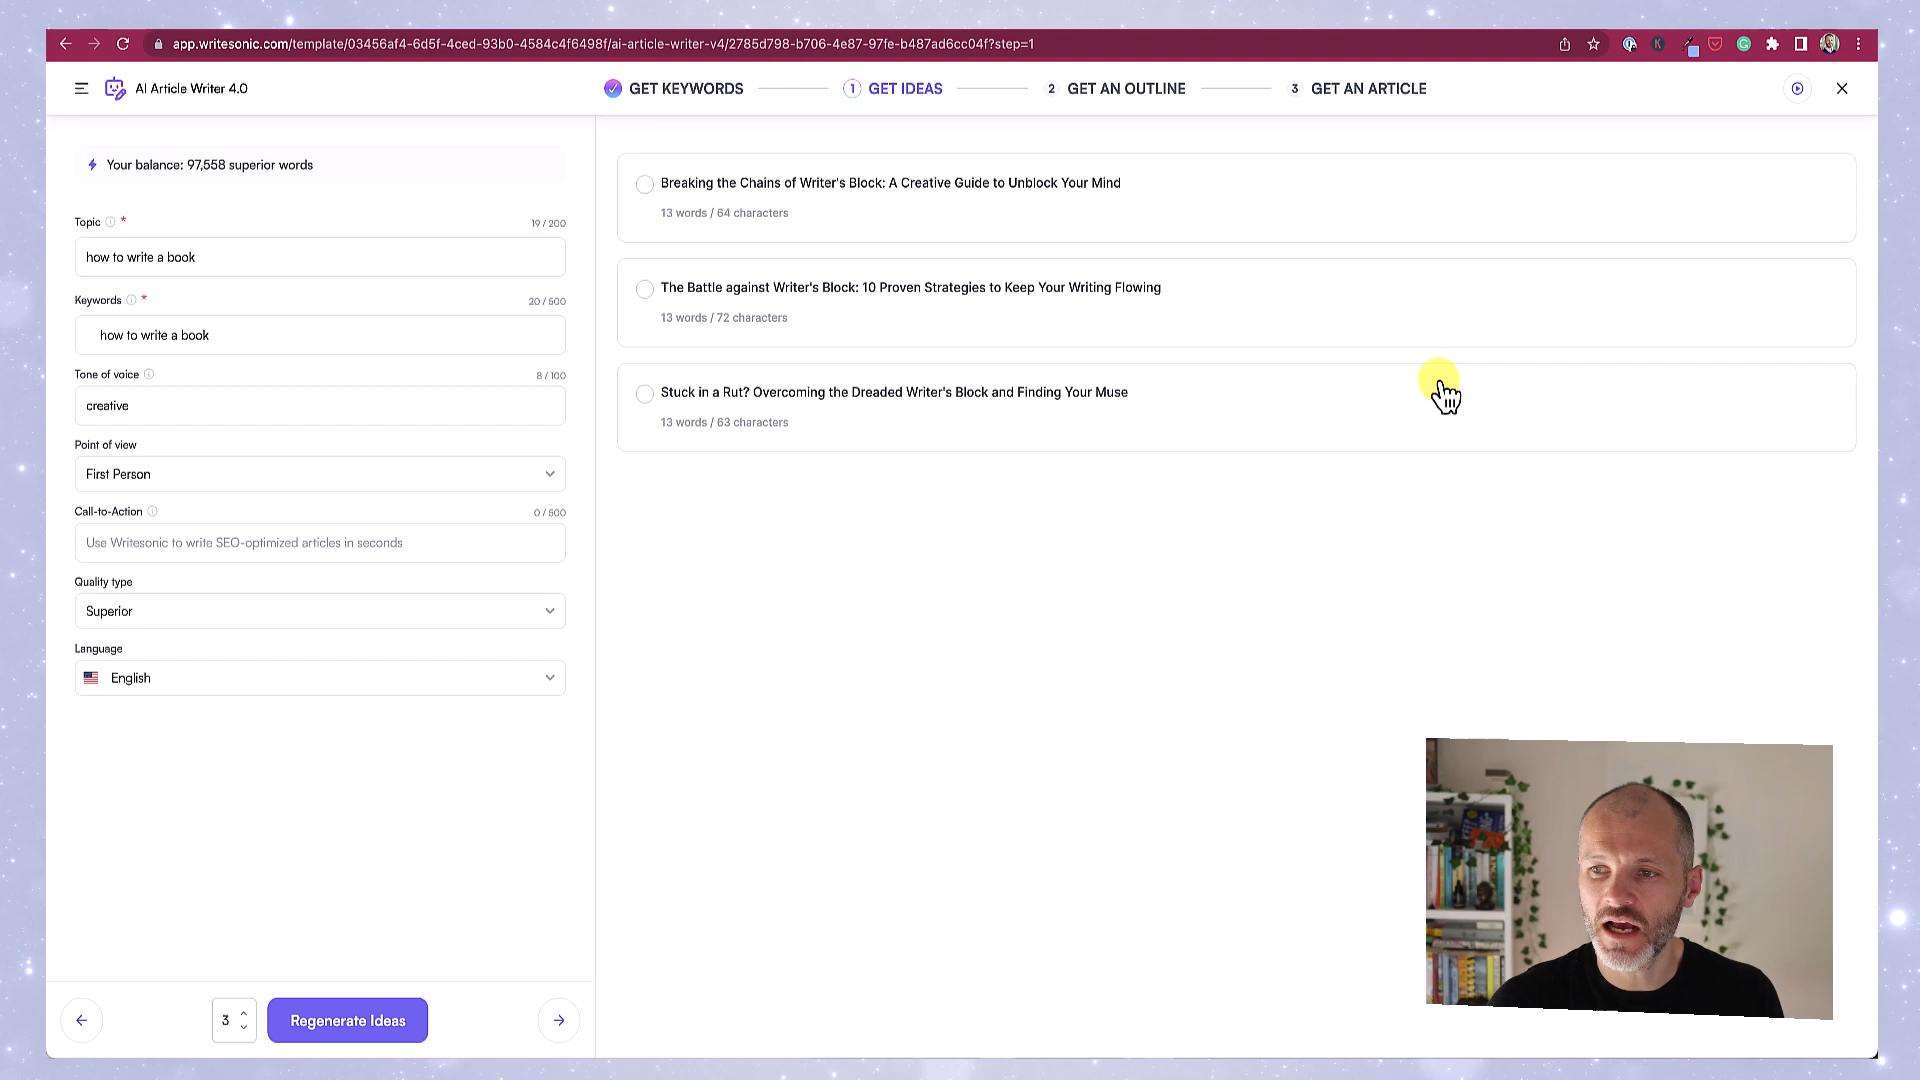 app.writesonic.com/template/03456af4-6d5f-4ced-93b0-4584c4f6498f/ai-article-writer-v4/2785d798-b706-4e87-97fe-b487ad6cc04f?step=1
AI Article Writer 4.0
GET KEYWORDS
1 GET IDEAS
2 GET AN OUTLINE
3 GET AN ARTICLE
Your balance: 97,558 superior words
Topic *
19 / 200
how to write a book
Keywords *
20 / 500
how to write a book
Tone of voice
8 / 100
creative
Point of view
First Person
Call-to-Action
0 / 500
Use Writesonic to write SEO-optimized articles in seconds
Quality type
Superior
Language
English
3
Regenerate Ideas
Breaking the Chains of Writer's Block: A Creative Guide to Unblock Your Mind
13 words / 64 characters
The Battle against Writer's Block: 10 Proven Strategies to Keep Your Writing Flowing
13 words / 72 characters
Stuck in a Rut? Overcoming the Dreaded Writer's Block and Finding Your Muse
13 words / 63 characters